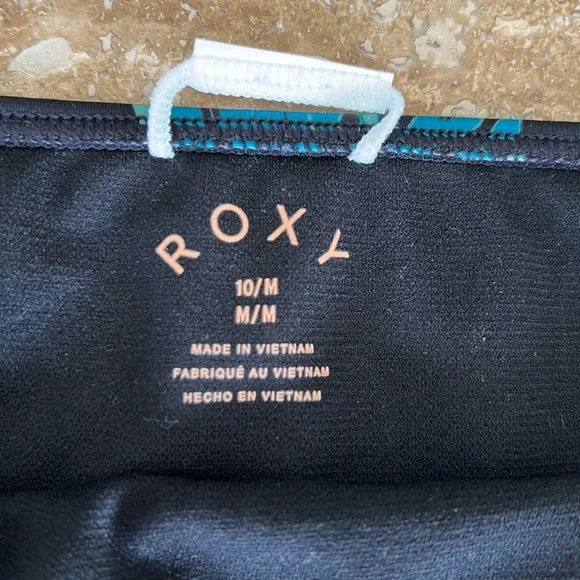 ROXY
10/M
M/M
MADE IN VIETNAM
FABRIQUÉ AU VIETNAM
HECHO EN VIETNAM